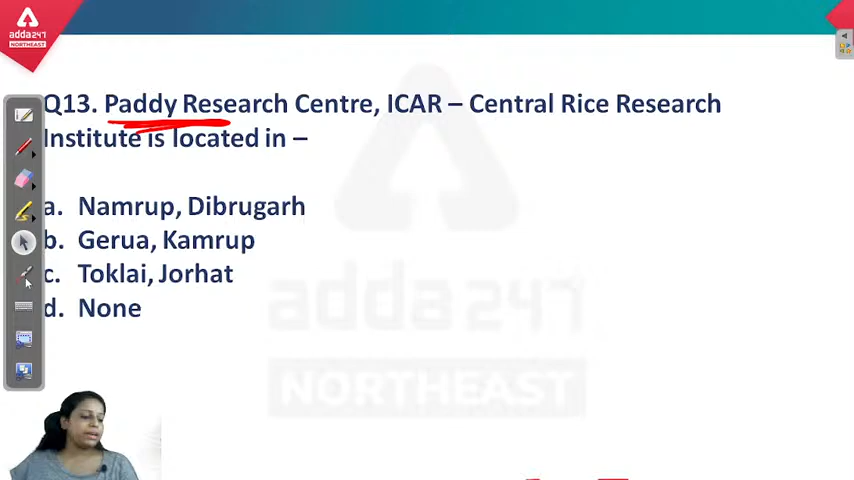 adda247
NORTHEAST
Q13. Paddy Research Centre, ICAR – Central Rice Research
Institute is located in –
a. Namrup, Dibrugarh
b. Gerua, Kamrup
c. Toklai, Jorhat
d. None
adda247
NORTHEAST